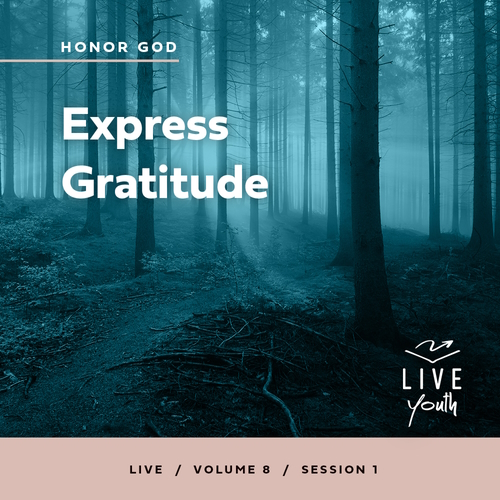 HONOR GOD
Express
Gratitude
LIVE
Youth
LIVE / VOLUME 8 / SESSION 1